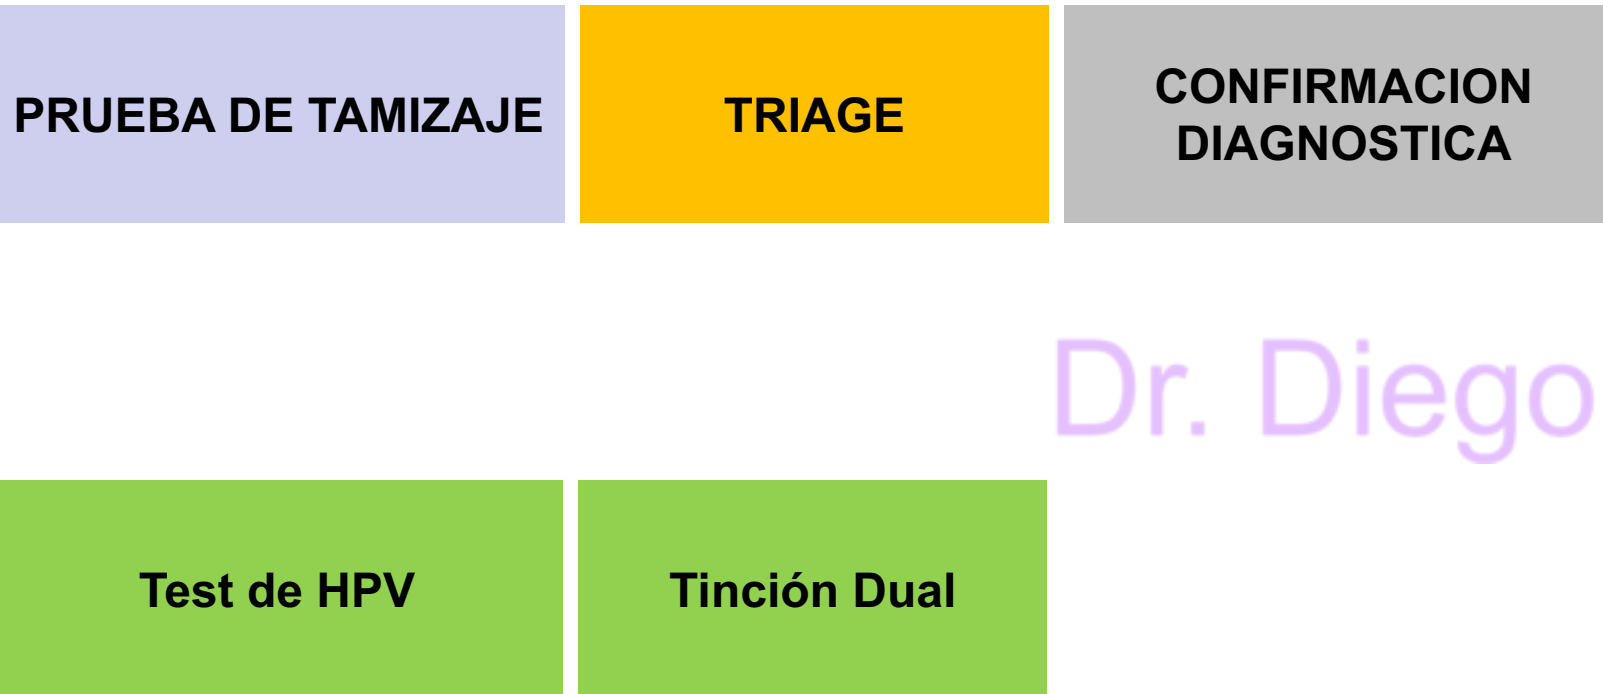 PRUEBA DE TAMIZAJE
TRIAGE
CONFIRMACION
DIAGNOSTICA
Dr. Diego
Test de HPV
Tinción Dual